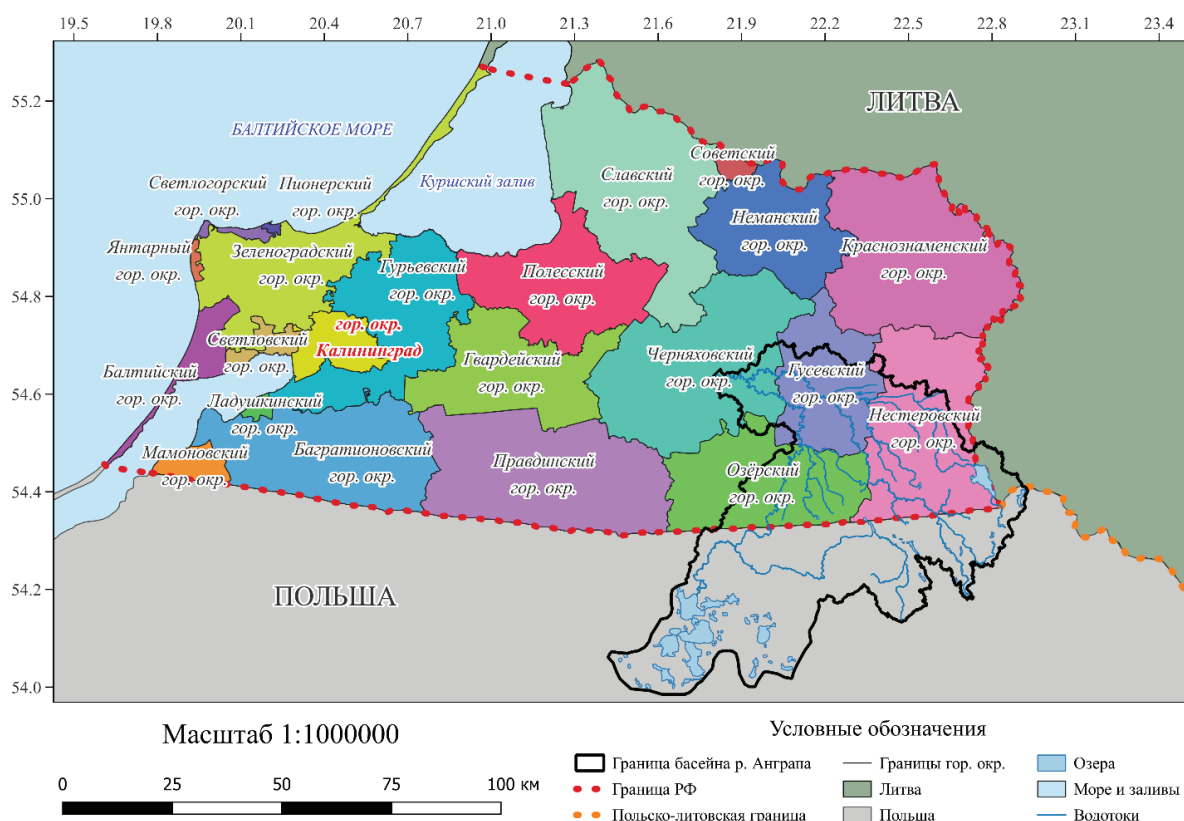 19.5 19.8 20.1 20.4 20.7 21.0 21.3 21.6 21.9 22.2 22.5 22.8 23.1 23.4
55.2
55.0
54.8
54.6
54.4
54.2
54.0
ЛИТВА
БАЛТИЙСКОЕ МОРЕ
Куршский залив
Советский
гор. окр.
Славский
гор. окр.
Светлогорский
гор. окр.
Пионерский
гор. окр.
Неманский
гор. окр.
Янтарный
гор. окр.
Зеленоградский
гор. окр.
Гурьевский
гор. окр.
Полесский
гор. окр.
Краснознаменский
гор. окр.
гор. окр.
Калининград
Светловский
гор. окр.
Гвардейский
гор. окр.
Черняховский
гор. окр.
Гусевский
гор. окр.
Балтийский
гор. окр.
Ладушкинский
гор. окр.
Нестеровский
гор. окр.
Мамоновский
гор. окр.
Багратионовский
гор. окр.
Правдинский
гор. окр.
Озёрский
гор. окр.
ПОЛЬША
Масштаб 1:1000000
0 25 50 75 100 км
Условные обозначения
Граница басейна р. Анграпа
Граница РФ
Польско-литовская граница
Границы гор. окр.
Литва
Польша
Озера
Море и заливы
Водотоки